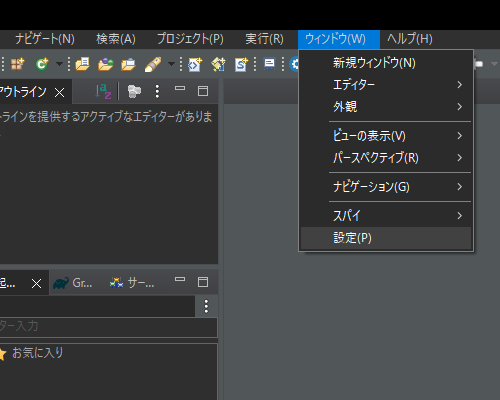 ナビゲート(N) 検索(A) プロジェクト(P) 実行(R) ウィンドウ(W) ヘルプ(H)
新規ウィンドウ(N)
エディター
外観
ビューの表示(V)
パースペクティブ(R)
ナビゲーション(G)
スパイ
設定(P)
アウトライン
トラインを提供するアクティブなエディターがありま
起... Gr... サー...
ター入力
お気に入り